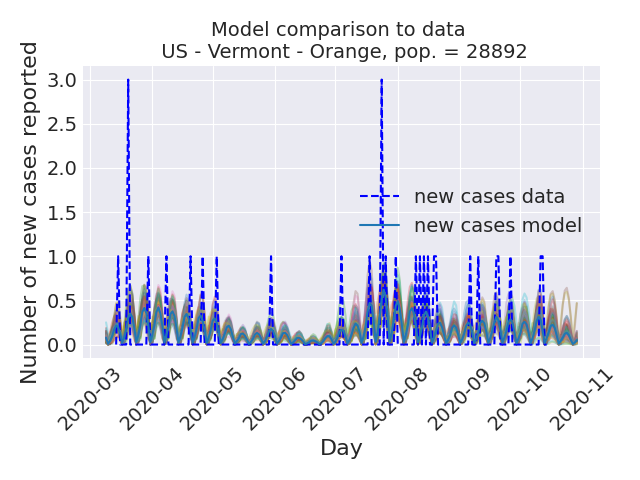 Model comparison to data
US - Vermont - Orange, pop. = 28892
Number of new cases reported
3.0
2.5
2.0
1.5
1.0
0.5
0.0
new cases data
new cases model
2020-03
2020-04
2020-05
2020-06
2020-07
2020-08
2020-09
2020-10
2020-11
Day